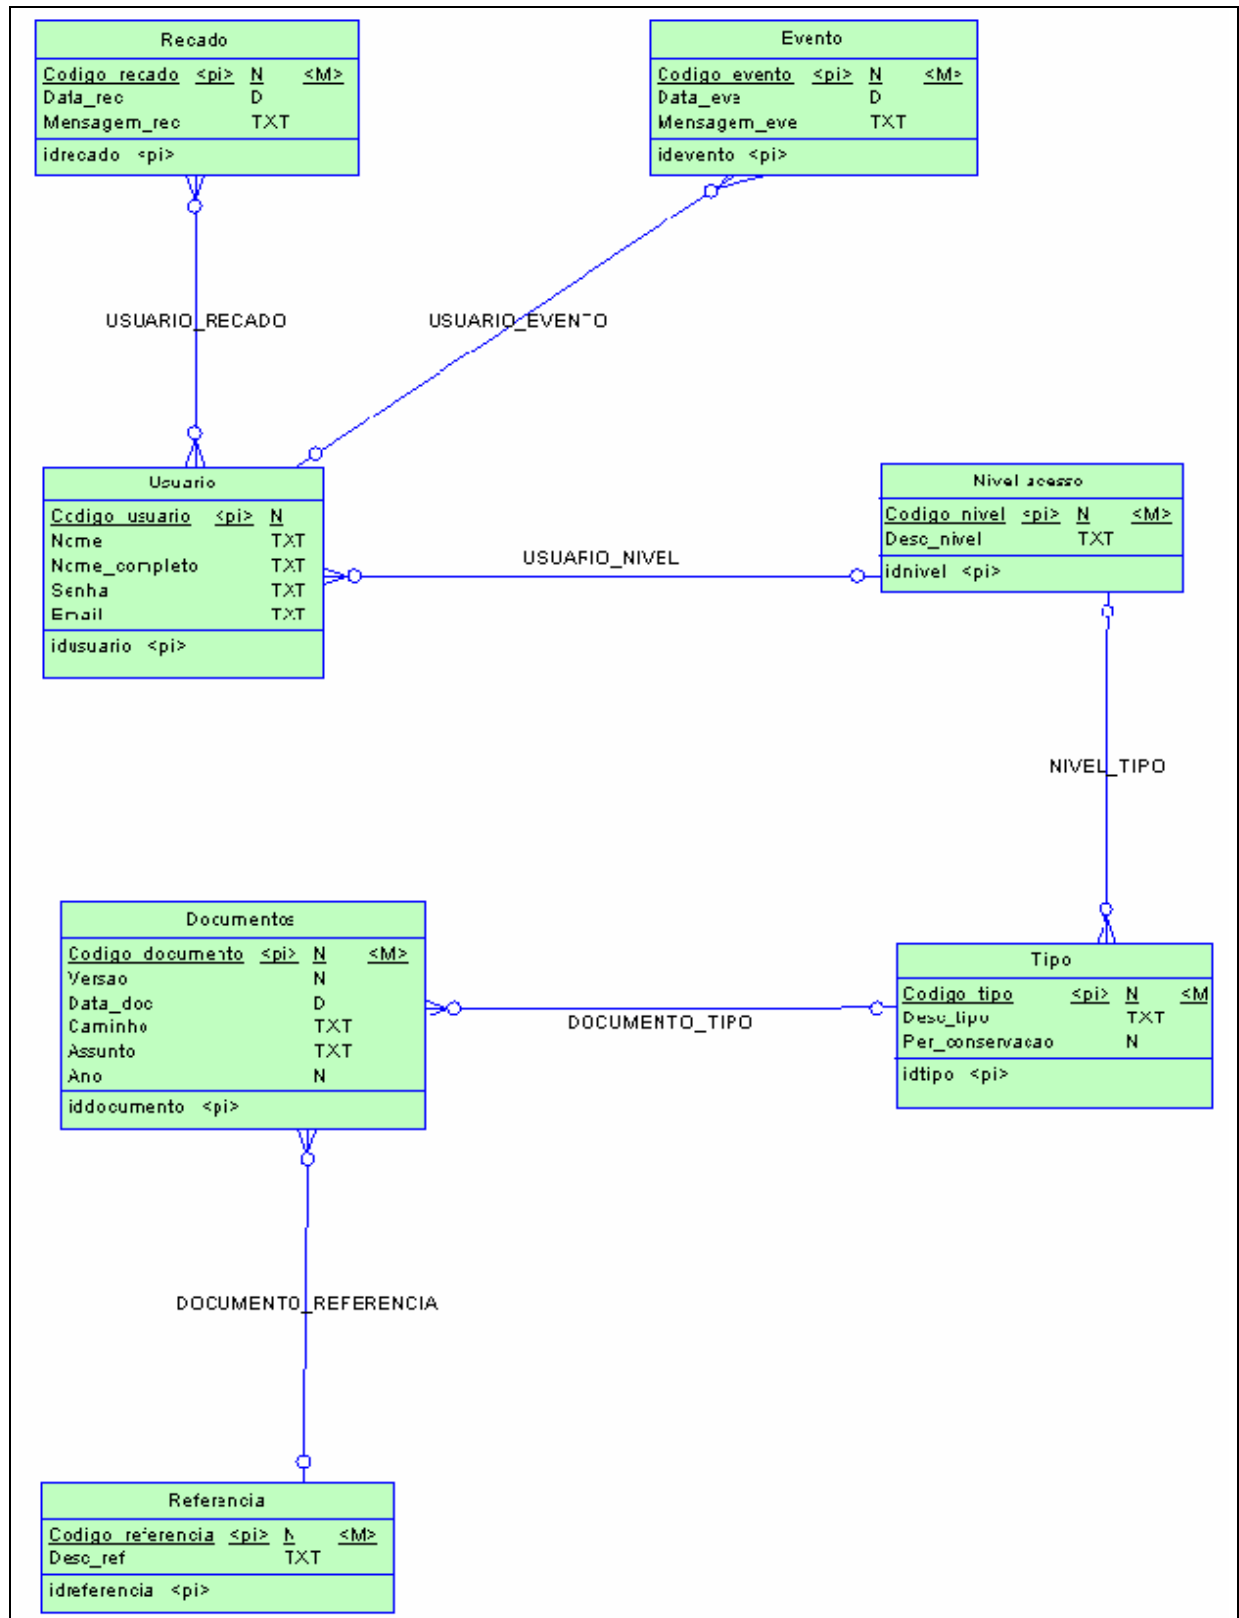 Recado
Codigo_recado <pi> N <M>
Data_rec D
Mensagem_rec TXT
idrecado <pi>
Evento
Codigo_evento <pi> N <M>
Data_eve D
Mensagem_eve TXT
idevento <pi>
USUARIO_RECADO
USUARIO_EVENTO
Usuario
Codigo_usuario <pi> N
Nome TXT
Nome_completo TXT
Senha TXT
Email TXT
idusuario <pi>
USUARIO_NIVEL
Nivel acesso
Codigo_nivel <pi> N <M>
Desc_nivel TXT
idnivel <pi>
NIVEL_TIPO
Documentos
Codigo_documento <pi> N <M>
Versao N
Data_doc D
Caminho TXT
Assunto TXT
Ano N
iddocumento <pi>
DOCUMENTO_TIPO
Tipo
Codigo_tipo <pi> N <M
Desc_tipo TXT
Per_conservacao N
idtipo <pi>
DOCUMENTO_REFERENCIA
Referencia
Codigo_referencia <pi> N <M>
Desc_ref TXT
idreferencia <pi>